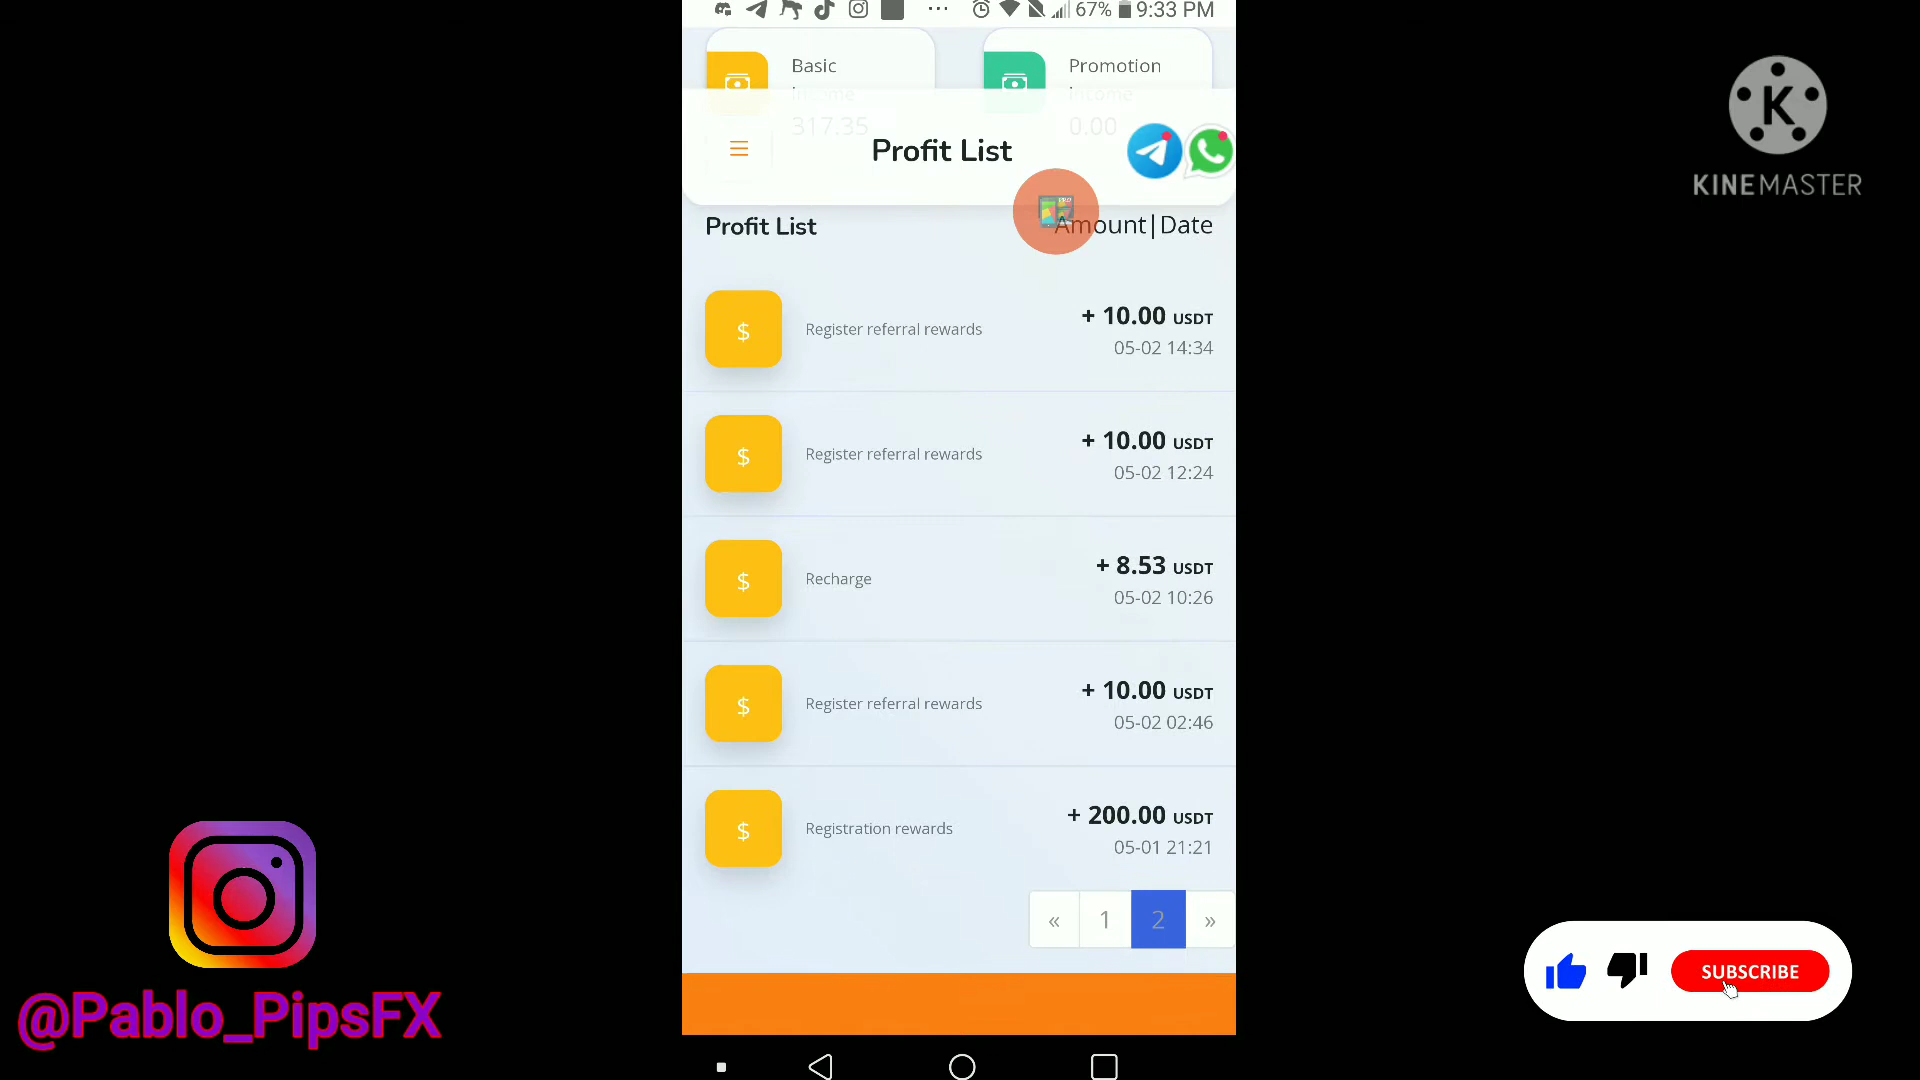 67% 9:33 PM
Basic
Income
317.35
Promotion
Income
0.00
Profit List
Profit List
Amount|Date
Register referral rewards
+ 10.00 USDT
05-02 14:34
Register referral rewards
+ 10.00 USDT
05-02 12:24
Recharge
+ 8.53 USDT
05-02 10:26
Register referral rewards
+ 10.00 USDT
05-02 02:46
Registration rewards
+ 200.00 USDT
05-01 21:21
« 1 2 »
K
KINEMASTER
@Pablo_PipsFX
SUBSCRIBE